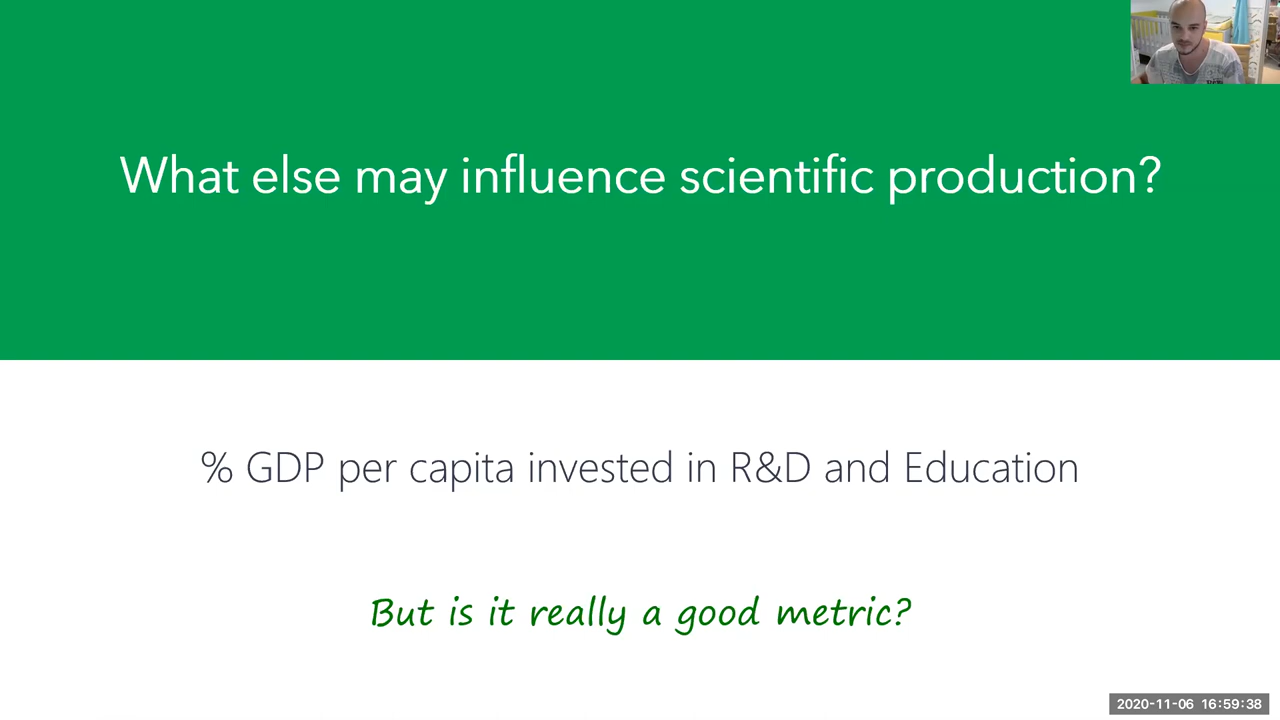 What else may influence scientific production?
% GDP per capita invested in R&D and Education
But is it really a good metric?
2020-11-06 16:59:38